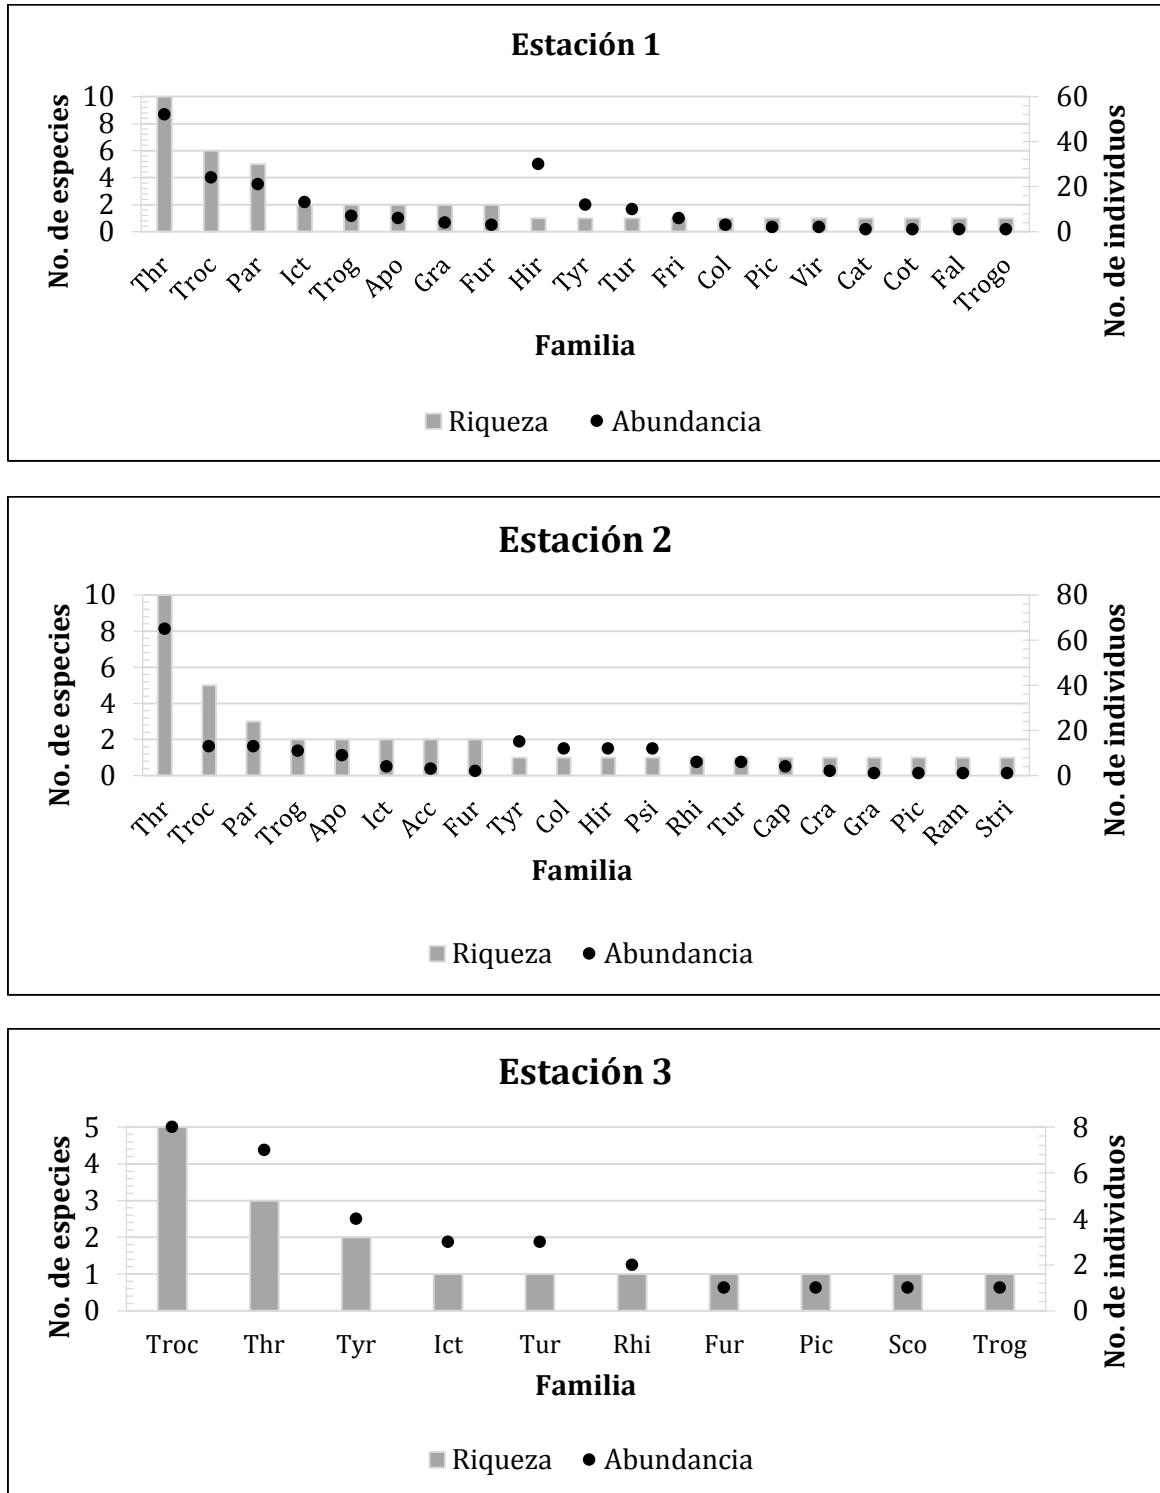 Estación 1
No. de especies
10
8
6
4
2
0
60
40
20
0
No. de individuos
Thr Troc Par Ict Trog Apo Gra Fur Hir Tyr Tur Fri Col Pic Vir Cat Cot Fal Trogo
Familia
Riqueza Abundancia
Estación 2
No. de especies
10
8
6
4
2
0
80
60
40
20
0
No. de individuos
Thr Troc Par Trog Apo Ict Acc Fur Tyr Col Hir Psi Rhi Tur Cap Cra Gra Pic Ram Stri
Familia
Riqueza Abundancia
Estación 3
No. de especies
5
4
3
2
1
0
8
6
4
2
0
No. de individuos
Troc Thr Tyr Ict Tur Rhi Fur Pic Sco Trog
Familia
Riqueza Abundancia